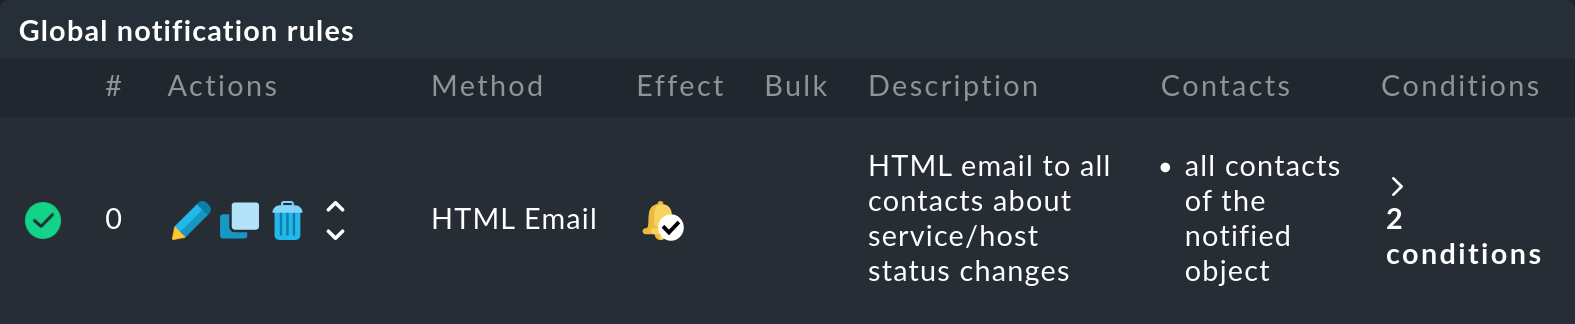 Global notification rules
# Actions Method Effect Bulk Description Contacts Conditions
0 HTML Email
HTML email to all
contacts about
service/host
status changes
• all contacts
of the
notified
object
2
conditions